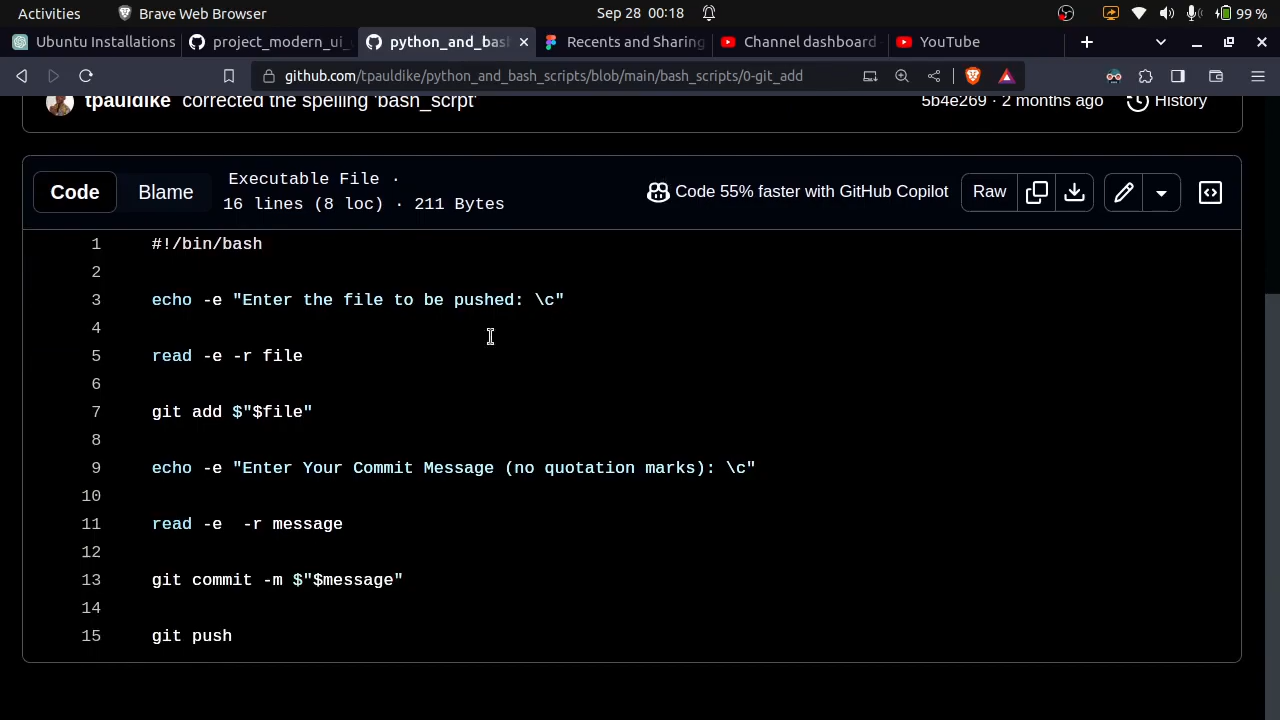 Activities Brave Web Browser Sep 28 00:18 99 %
Ubuntu Installations project_modern_ui_ python_and_bas Recents and Sharing Channel dashboard YouTube
github.com/tpauldike/python_and_bash_scripts/blob/main/bash_scripts/0-git_add
tpauldike corrected the spelling 'bash_scrpt' 5b4e269 · 2 months ago History
Code Blame Executable File ·
16 lines (8 loc) · 211 Bytes
Code 55% faster with GitHub Copilot Raw
1 #!/bin/bash
2
3 echo -e "Enter the file to be pushed: \c"
4
5 read -e -r file
6
7 git add $"$file"
8
9 echo -e "Enter Your Commit Message (no quotation marks): \c"
10
11 read -e  -r message
12
13 git commit -m $"$message"
14
15 git push